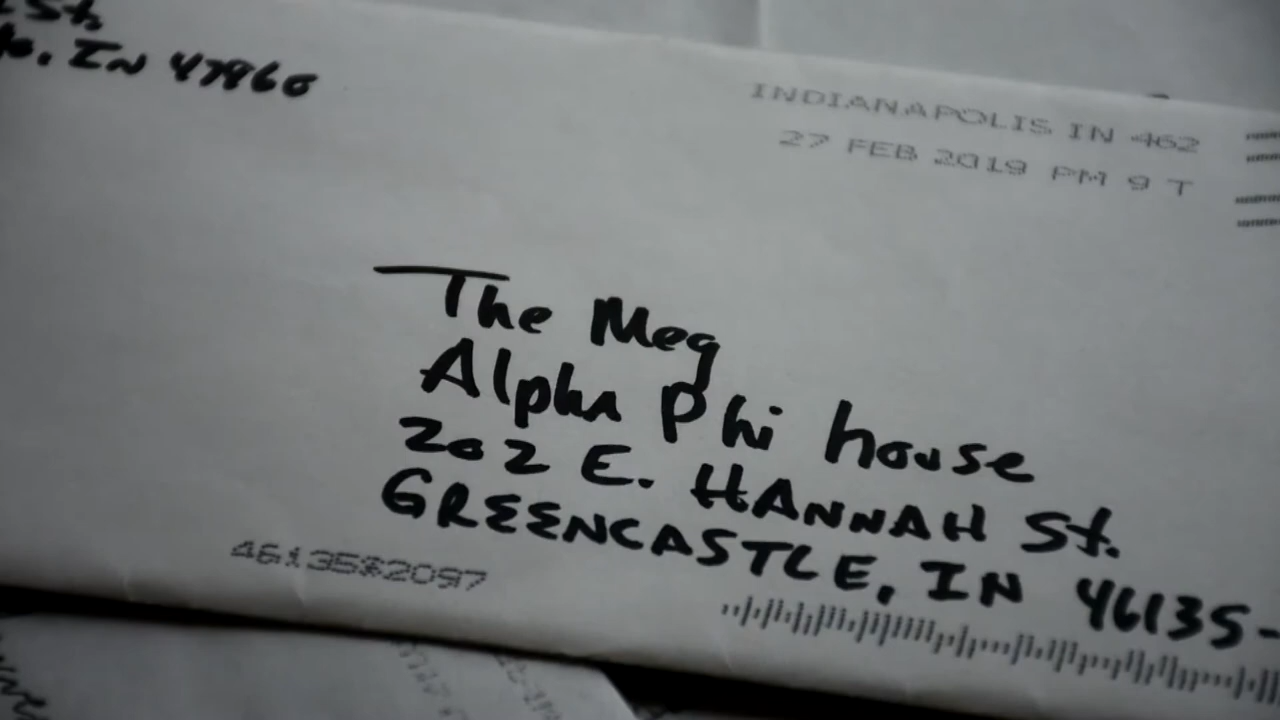 St.
IN 47860
INDIANAPOLIS IN 462
27 FEB 2019 PM 9 T
The Meg
Alpha Phi house
202 E. HANNAH St.
GREENCASTLE, IN 46135-
46135*2097